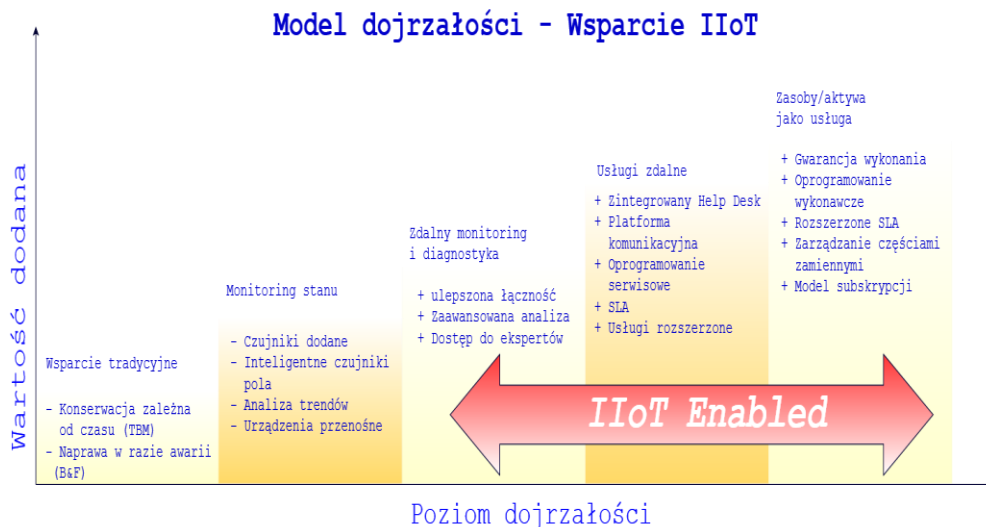 Model dojrzałości - Wsparcie IIoT
Wartość dodana
Wsparcie tradycyjne
- Konserwacja zależna
od czasu (TBM)
- Naprawa w razie awarii
(B&F)
Monitoring stanu
- Czujniki dodane
- Inteligentne czujniki
pola
- Analiza trendów
- Urządzenia przenośne
Zdalny monitoring
i diagnostyka
+ ulepszona łączność
+ Zaawansowana analiza
+ Dostęp do ekspertów
Usługi zdalne
+ Zintegrowany Help Desk
+ Platforma
komunikacyjna
+ Oprogramowanie
serwisowe
+ SLA
+ Usługi rozszerzone
Zasoby/aktywa
jako usługa
+ Gwarancja wykonania
+ Oprogramowanie
wykonawcze
+ Rozszerzone SLA
+ Zarządzanie częściami
zamiennymi
+ Model subskrypcji
IIoT Enabled
Poziom dojrzałości